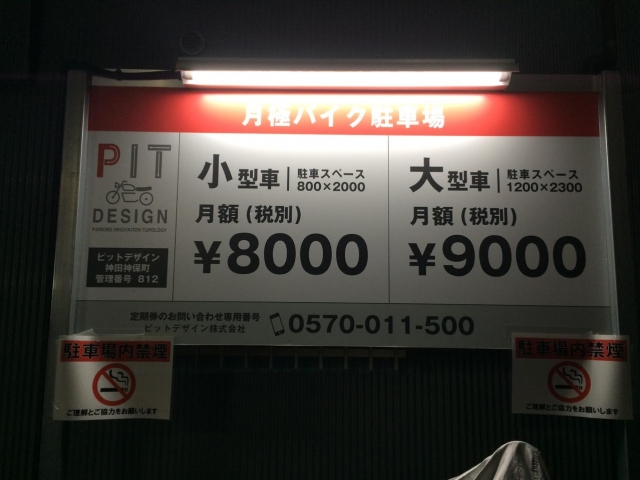 月極バイク駐車場
PIT
DESIGN
PARKING INNOVATION TOPOLOGY
ピットデザイン
神田神保町
管理番号 812
小型車 駐車スペース
800×2000
月額(税別)
¥8000
大型車 駐車スペース
1200×2300
月額(税別)
¥9000
定期券のお問い合わせ専用番号
ピットデザイン株式会社
0570-011-500
駐車場内禁煙
ご理解とご協力をお願いします
駐車場内禁煙
ご理解とご協力をお願いします